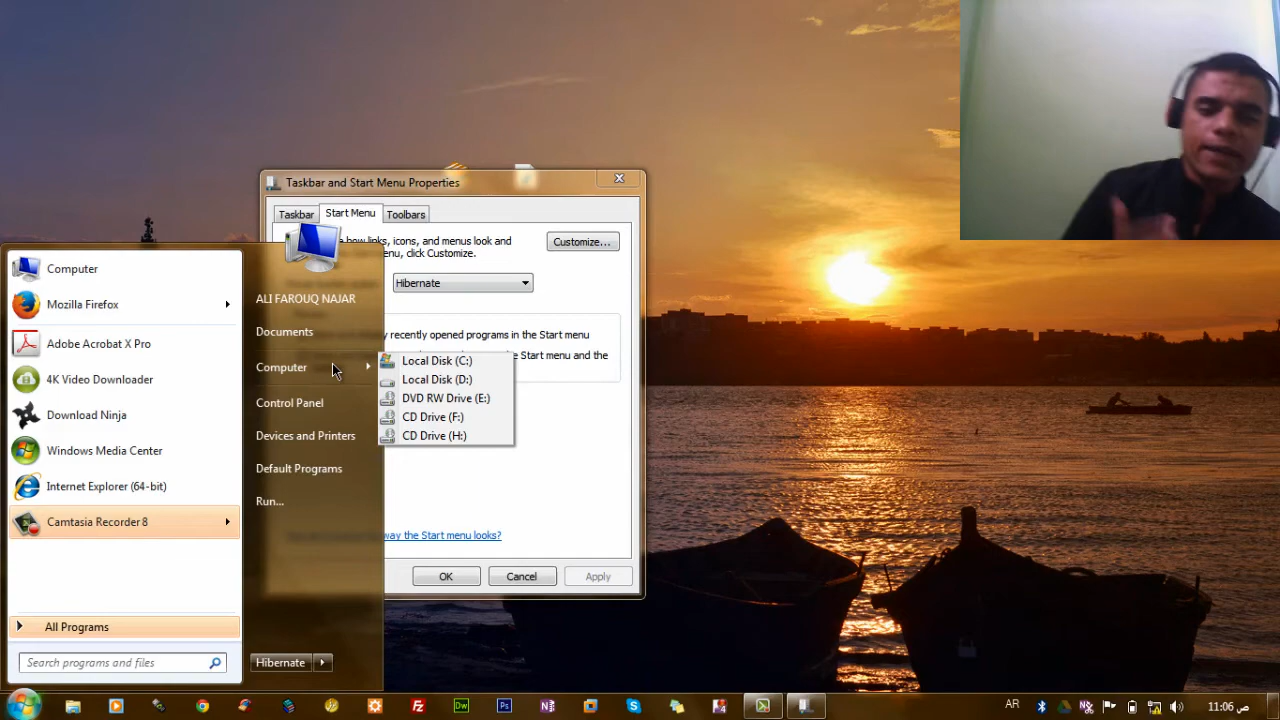 Taskbar and Start Menu Properties
Taskbar
Start Menu
Toolbars
how links, icons, and menus look and
menu, click Customize.
Customize...
Hibernate
recently opened programs in the Start menu
Start menu and the
way the Start menu looks?
OK
Cancel
Apply
Computer
Mozilla Firefox
Adobe Acrobat X Pro
4K Video Downloader
Download Ninja
Windows Media Center
Internet Explorer (64-bit)
Camtasia Recorder 8
All Programs
Search programs and files
ALI FAROUQ NAJAR
Documents
Computer
Control Panel
Devices and Printers
Default Programs
Run...
Hibernate
Local Disk (C:)
Local Disk (D:)
DVD RW Drive (E:)
CD Drive (F:)
CD Drive (H:)
Fz
Dw
Ps
N
AR
11:06 ص